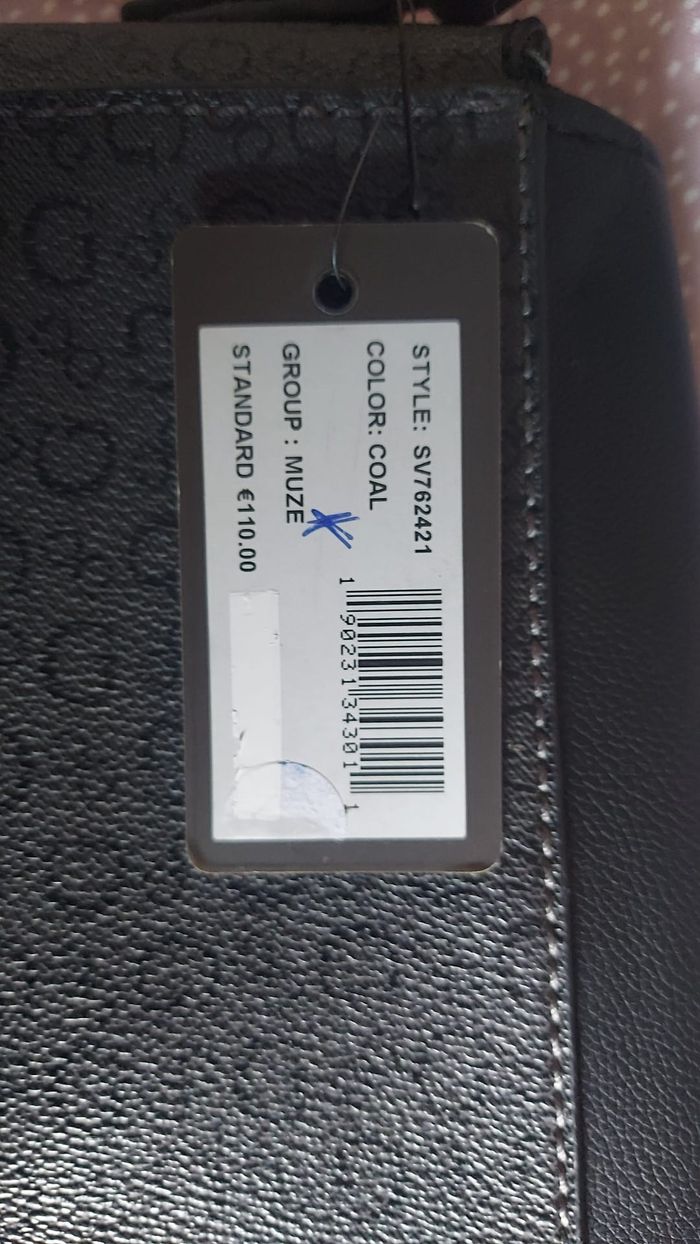 STYLE: SV762421
COLOR: COAL
1 90231 34301 1
GROUP : MUZE
STANDARD €110.00